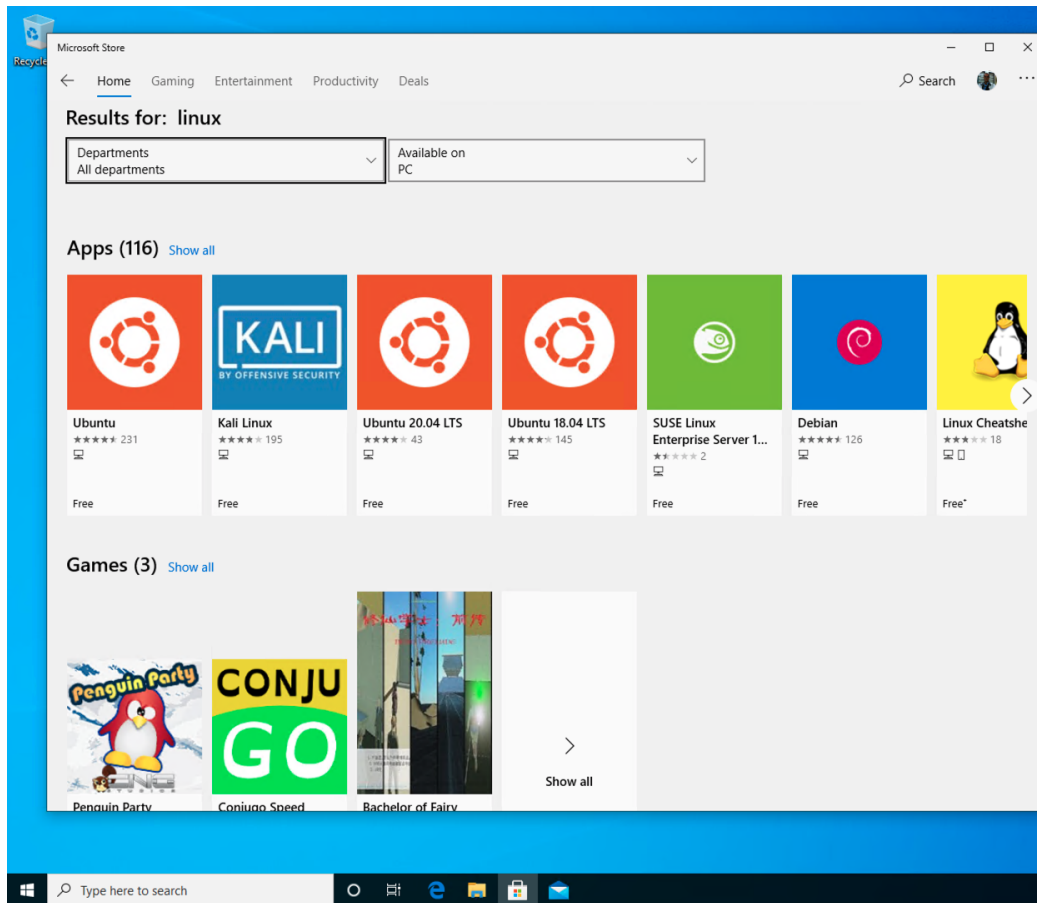 Recycle
Microsoft Store
Home Gaming Entertainment Productivity Deals
Search
Results for: linux
Departments
All departments
Available on
PC
Apps (116) Show all
KALI
BY OFFENSIVE SECURITY
Ubuntu
231
Free
Kali Linux
195
Free
Ubuntu 20.04 LTS
43
Free
Ubuntu 18.04 LTS
145
Free
SUSE Linux
Enterprise Server 1...
2
Free
Debian
126
Free
Linux Cheatshe
18
Free+
Games (3) Show all
Penguin Party
CONJU
GO
Show all
Penguin Party
Conjugo Speed
Bachelor of Fairy
Type here to search